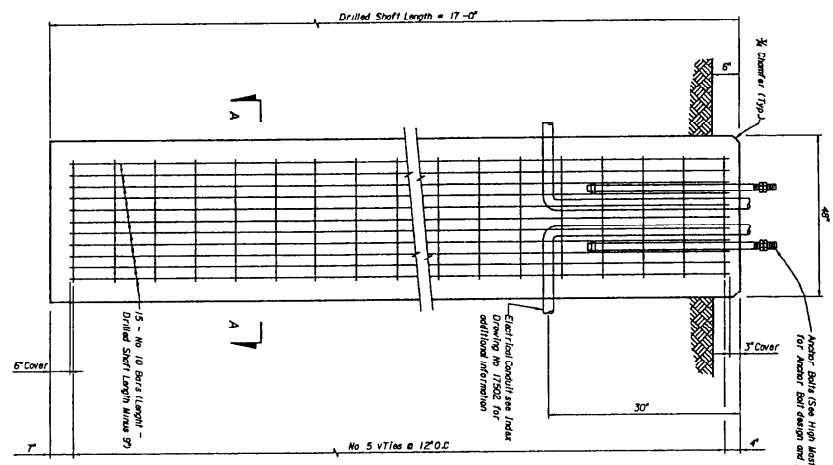 Drilled Shaft Length = 17'-0"
6"
¾ Chamfer (Typ.)
A
48"
15 - No 10 Bars (Lenght -
Drilled Shaft Length Minus 9")
A
Electrical Conduit see Index
Drawing No 17502 for
additional information
Anchor Bolts (See High Mast
for Anchor Bolt design and
6" Cover
3" Cover
30"
7"
No 5 vTies @ 12" O.C
4"